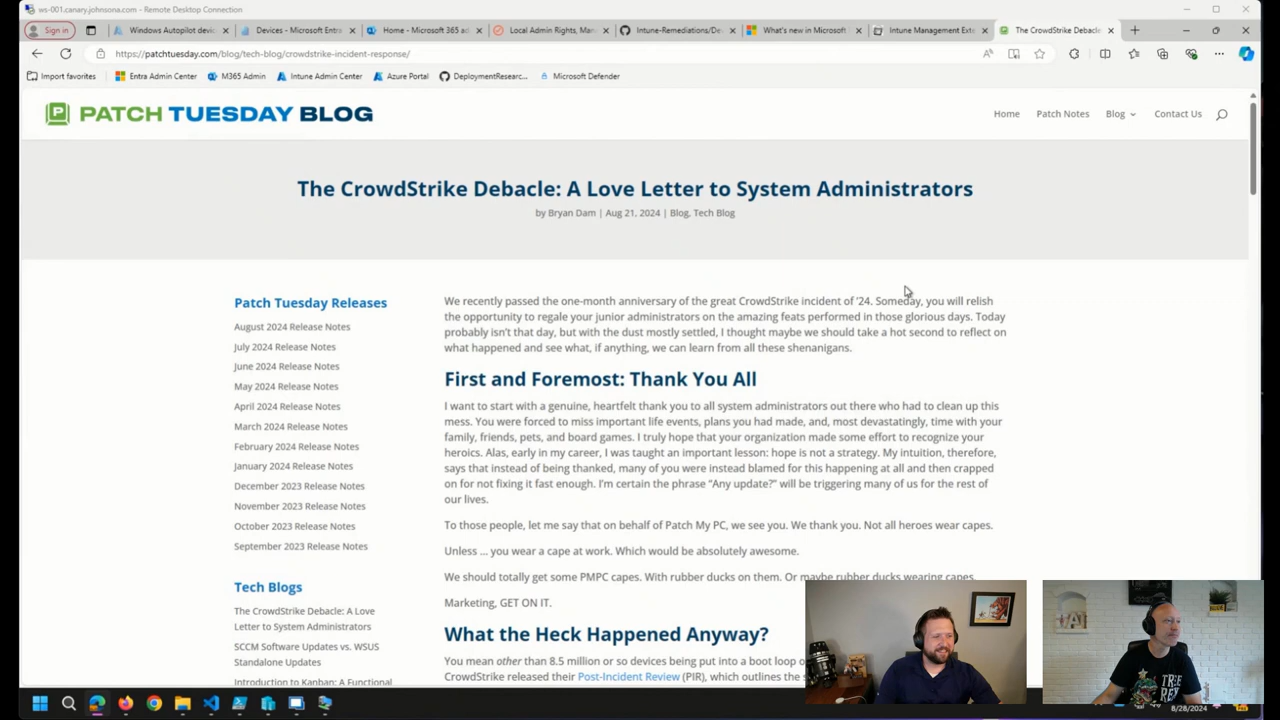 ws-001.canary.johnsona.com - Remote Desktop Connection
Sign in
Windows Autopilot devic
Devices - Microsoft 365
Home - Microsoft 365 ad
Local Admin Rights, Man
Intune-Remediations/De
What's new in Microsoft
Intune Management Exte
The CrowdStrike Debacle
https://patchtuesday.com/blog/tech-blog/crowdstrike-incident-response/
Import favorites
Entra Admin Center
M365 Admin
Intune Admin Center
Azure Portal
DeploymentResearc...
Microsoft Defender
PATCH TUESDAY BLOG
Home
Patch Notes
Blog
Contact Us
The CrowdStrike Debacle: A Love Letter to System Administrators
by Bryan Dam | Aug 21, 2024 | Blog, Tech Blog
Patch Tuesday Releases
August 2024 Release Notes
July 2024 Release Notes
June 2024 Release Notes
May 2024 Release Notes
April 2024 Release Notes
March 2024 Release Notes
February 2024 Release Notes
January 2024 Release Notes
December 2023 Release Notes
November 2023 Release Notes
October 2023 Release Notes
September 2023 Release Notes
Tech Blogs
The CrowdStrike Debacle: A Love
Letter to System Administrators
SCCM Software Updates vs. WSUS
Standalone Updates
Introduction to Kanban: A Functional
We recently passed the one-month anniversary of the great CrowdStrike incident of '24. Someday, you will relish
the opportunity to regale your junior administrators on the amazing feats performed in those glorious days. Today
probably isn't that day, but with the dust mostly settled, I thought maybe we should take a hot second to reflect on
what happened and see what, if anything, we can learn from all these shenanigans.
First and Foremost: Thank You All
I want to start with a genuine, heartfelt thank you to all system administrators out there who had to clean up this
mess. You were forced to miss important life events, plans you had made, and, most devastatingly, time with your
family, friends, pets, and board games. I truly hope that your organization made some effort to recognize your
heroics. Alas, early in my career, I was taught an important lesson: hope is not a strategy. My intuition, therefore,
says that instead of being thanked, many of you were instead blamed for this happening at all and then crapped
on for not fixing it fast enough. I'm certain the phrase "Any update?" will be triggering many of us for the rest of
our lives.
To those people, let me say that on behalf of Patch My PC, we see you. We thank you. Not all heroes wear capes.
Unless ... you wear a cape at work. Which would be absolutely awesome.
We should totally get some PMPC capes. With rubber ducks on them. Or maybe rubber ducks wearing capes.
Marketing, GET ON IT.
What the Heck Happened Anyway?
You mean other than 8.5 million or so devices being put into a boot loop o
CrowdStrike released their Post-Incident Review (PIR), which outlines the s
TREE
REX
8/28/2024